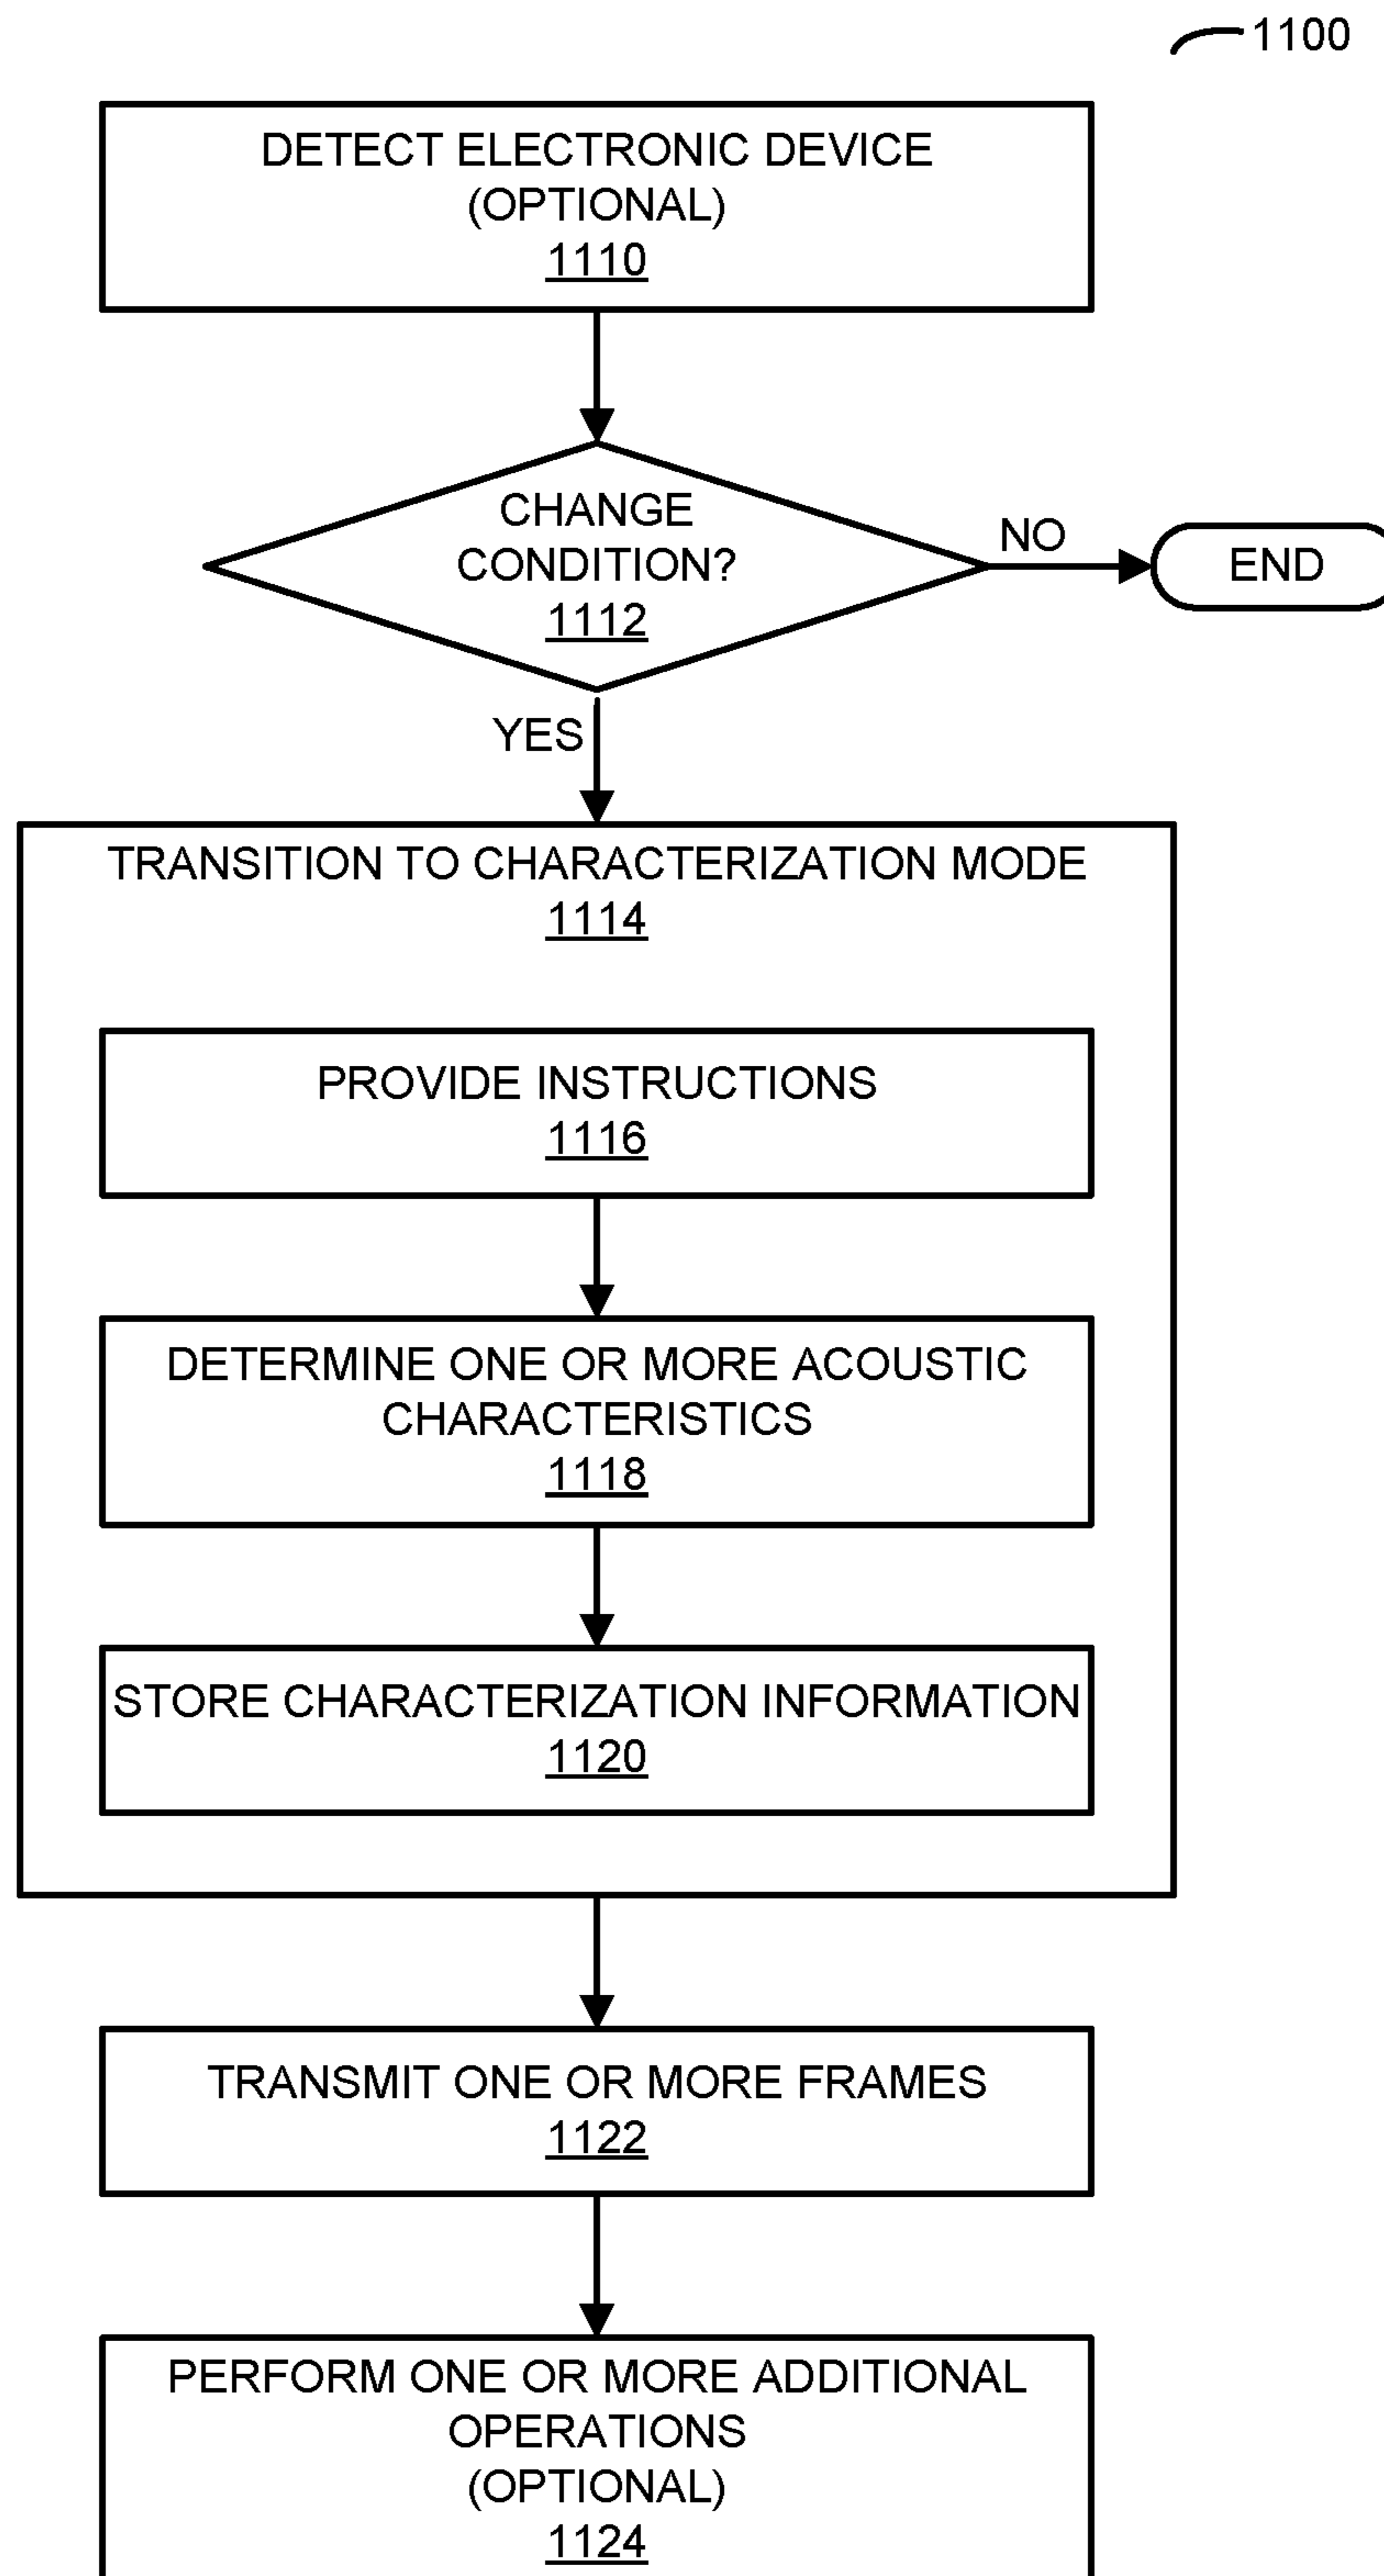 1100
DETECT ELECTRONIC DEVICE
(OPTIONAL)
1110
CHANGE
CONDITION?
1112
NO
END
YES
TRANSITION TO CHARACTERIZATION MODE
1114
PROVIDE INSTRUCTIONS
1116
DETERMINE ONE OR MORE ACOUSTIC
CHARACTERISTICS
1118
STORE CHARACTERIZATION INFORMATION
1120
TRANSMIT ONE OR MORE FRAMES
1122
PERFORM ONE OR MORE ADDITIONAL
OPERATIONS
(OPTIONAL)
1124